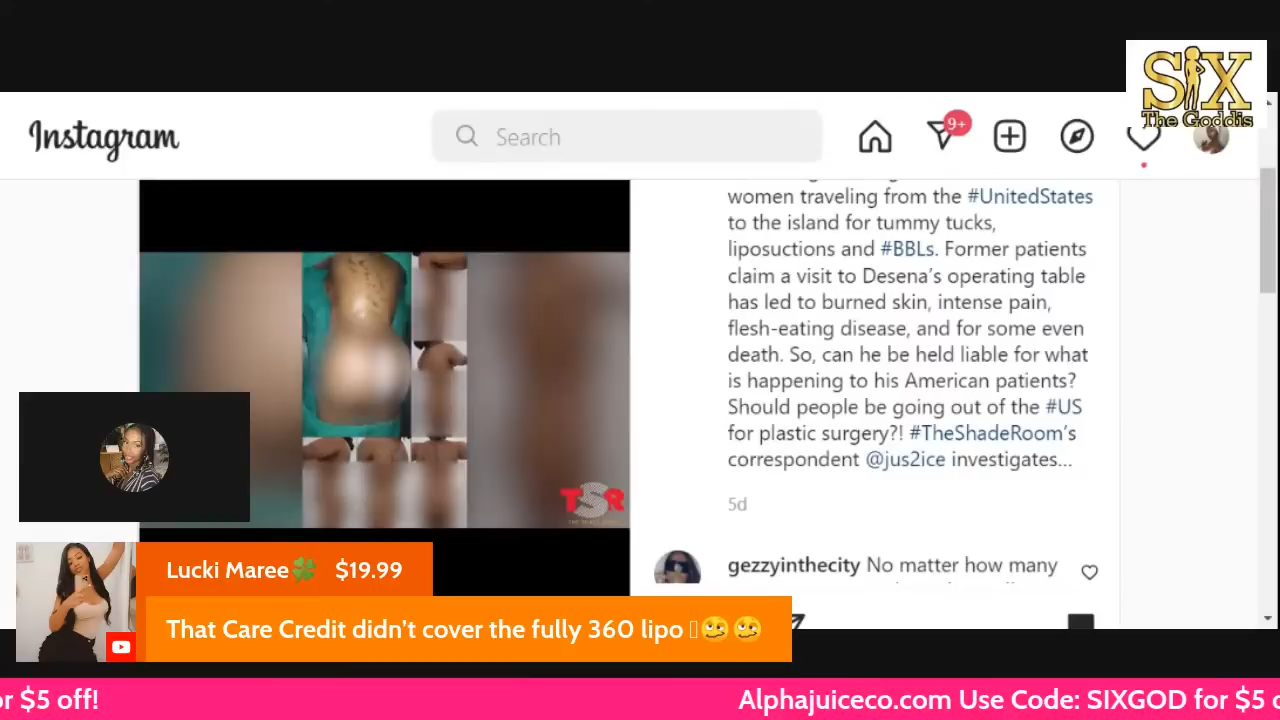 SiX
The Goddis
Instagram
Search
9+
women traveling from the #UnitedStates
to the island for tummy tucks,
liposuctions and #BBLs. Former patients
claim a visit to Desena's operating table
has led to burned skin, intense pain,
flesh-eating disease, and for some even
death. So, can he be held liable for what
is happening to his American patients?
Should people be going out of the #US
for plastic surgery?! #TheShadeRoom's
correspondent @jus2ice investigates...
5d
TSR
gezzyinthecity No matter how many
Lucki Maree🍀 $19.99
That Care Credit didn't cover the fully 360 lipo 🥴🥴
or $5 off!
Alphajuiceco.com Use Code: SIXGOD for $5 o